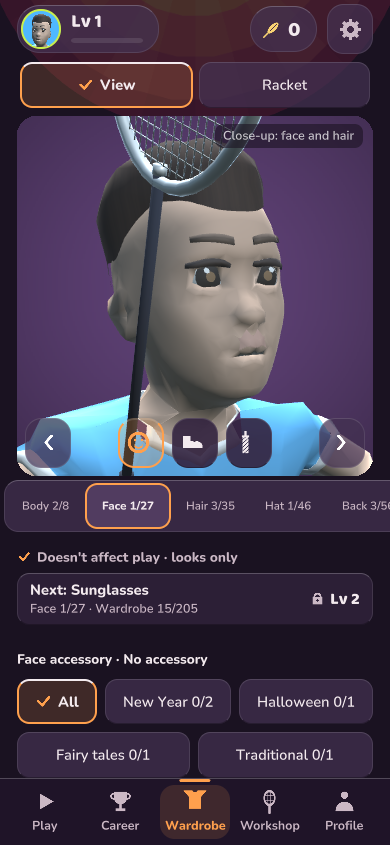 Lv 1
0
View
Racket
Close-up: face and hair
Body 2/8
Face 1/27
Hair 3/35
Hat 1/46
Doesn't affect play · looks only
Next: Sunglasses
Face 1/27 · Wardrobe 15/205
Lv 2
Face accessory · No accessory
All
New Year 0/2
Halloween 0/1
Fairy tales 0/1
Traditional 0/1
Play
Career
Wardrobe
Workshop
Profile